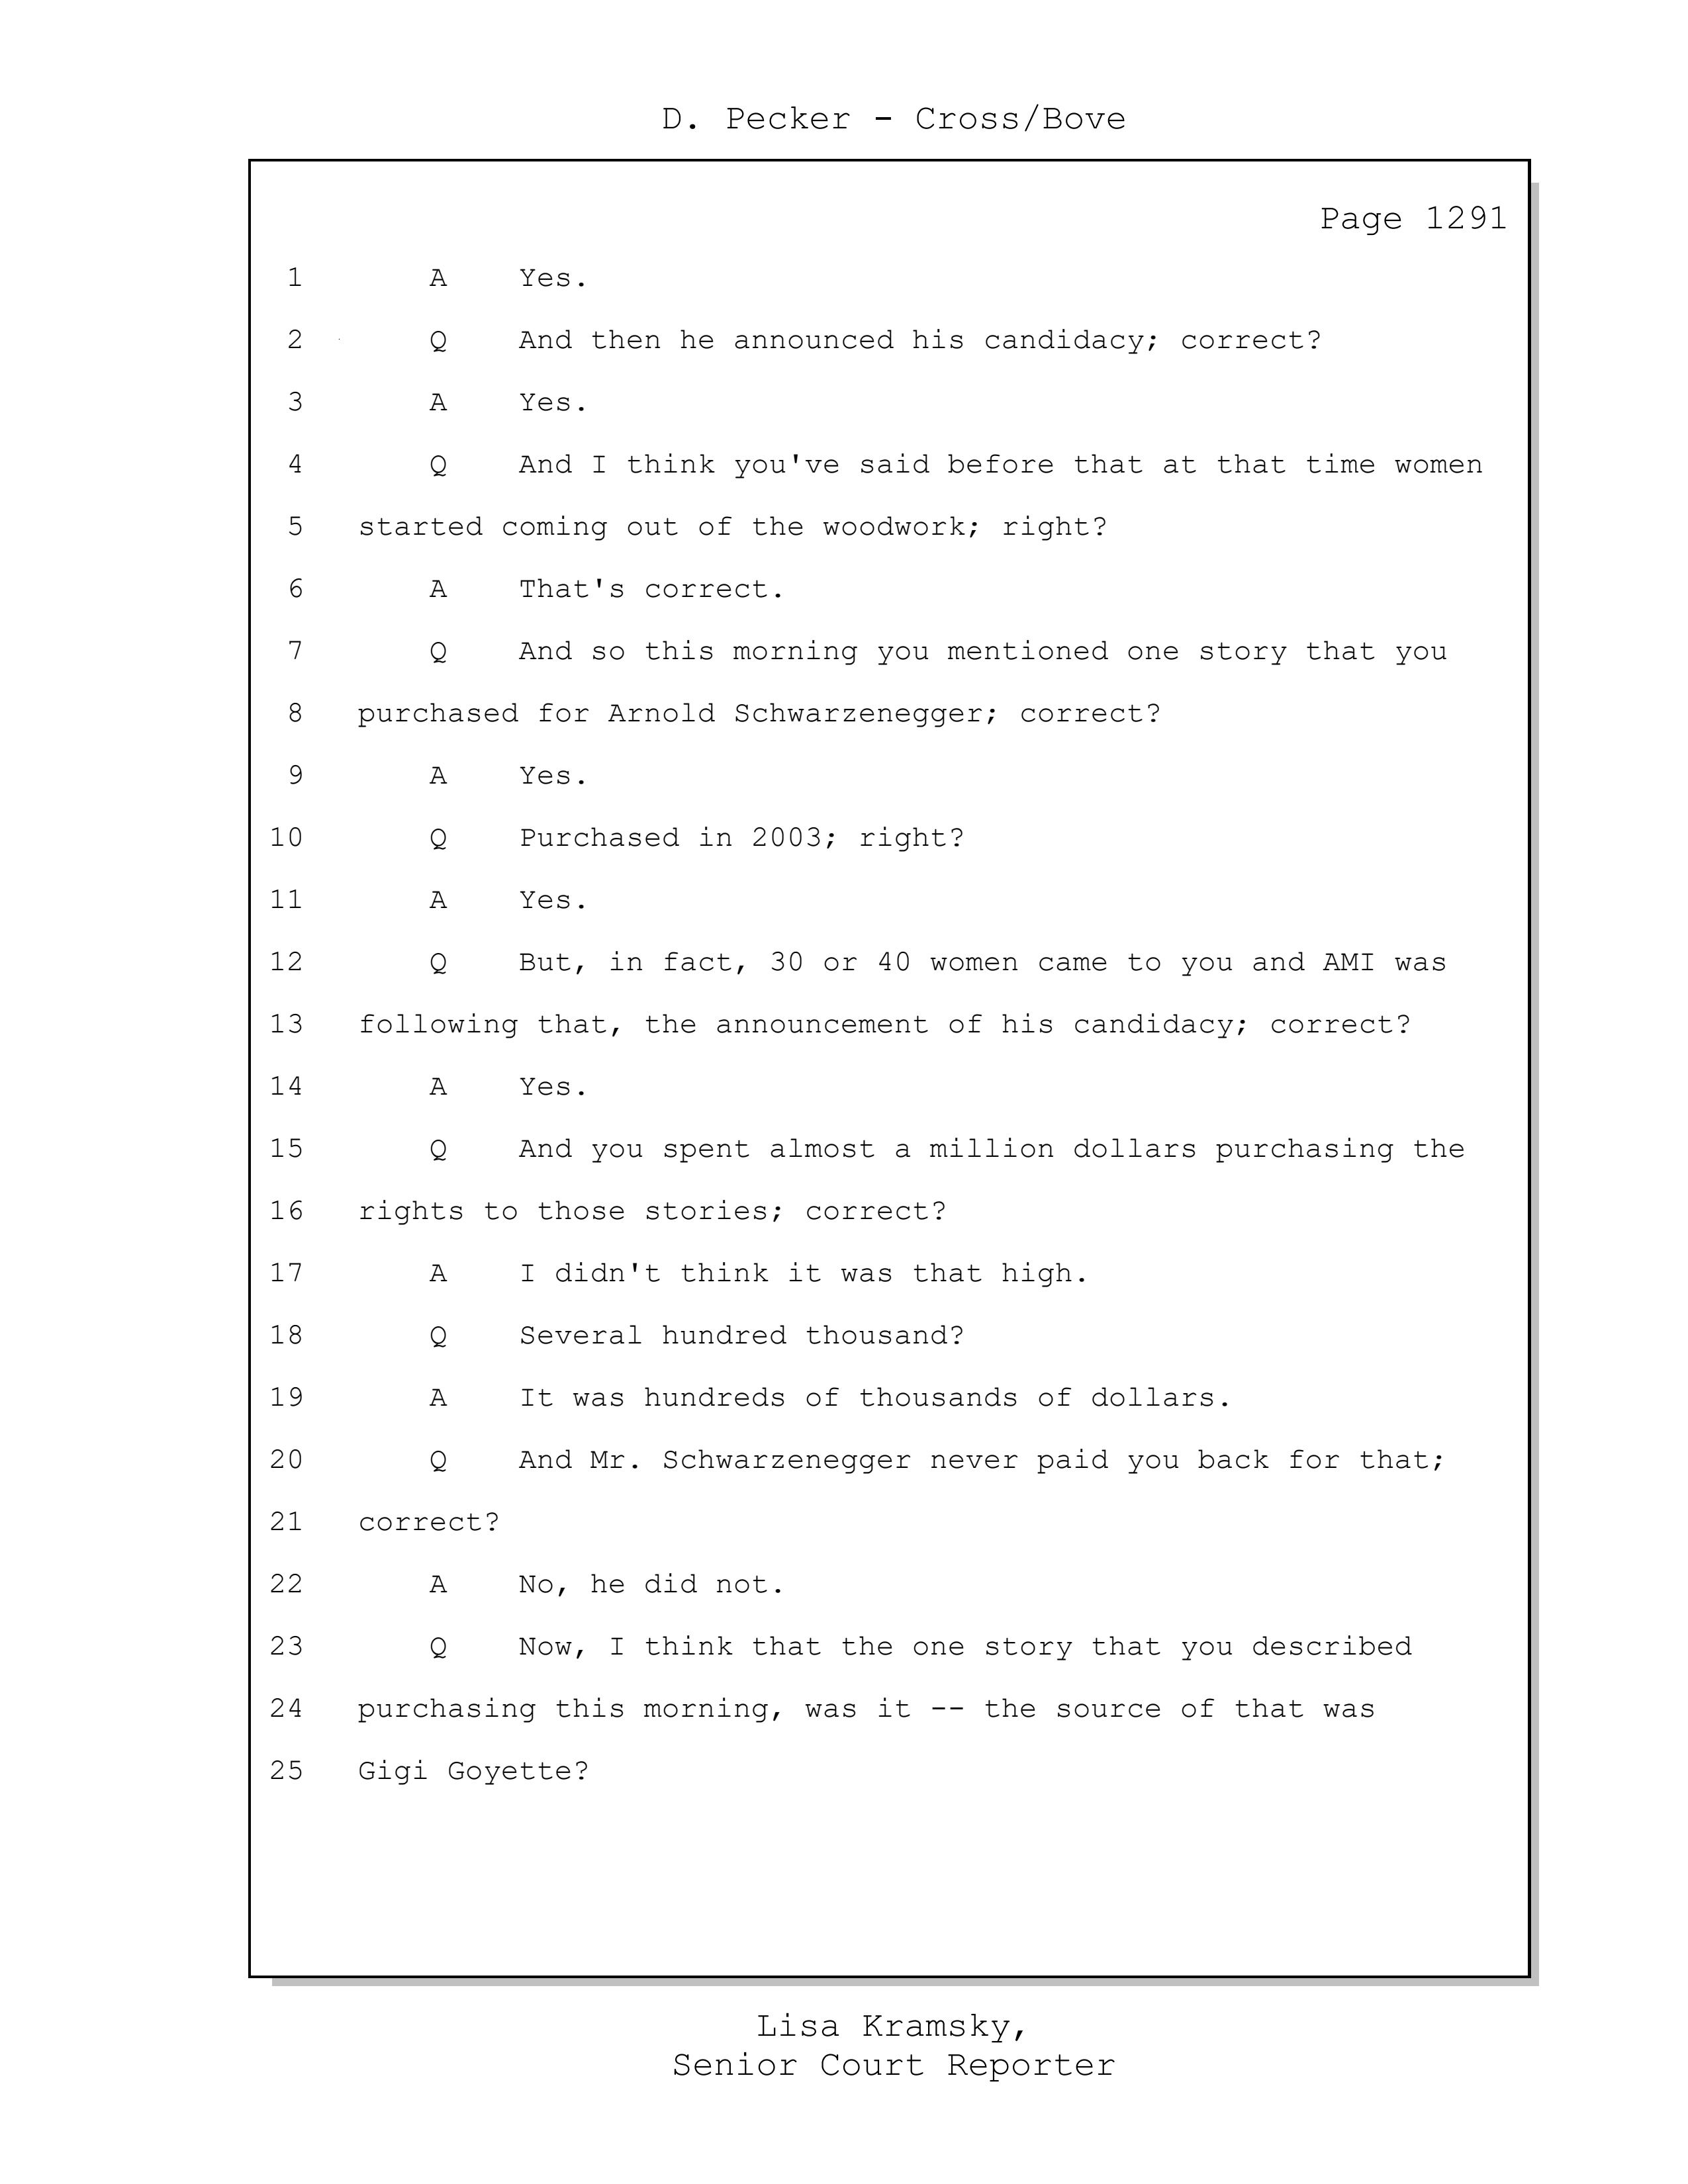 D. Pecker - Cross/Bove
Page 1291
1 A Yes.
2 Q And then he announced his candidacy; correct?
3 A Yes.
4 Q And I think you've said before that at that time women
5 started coming out of the woodwork; right?
6 A That's correct.
7 Q And so this morning you mentioned one story that you
8 purchased for Arnold Schwarzenegger; correct?
9 A Yes.
10 Q Purchased in 2003; right?
11 A Yes.
12 Q But, in fact, 30 or 40 women came to you and AMI was
13 following that, the announcement of his candidacy; correct?
14 A Yes.
15 Q And you spent almost a million dollars purchasing the
16 rights to those stories; correct?
17 A I didn't think it was that high.
18 Q Several hundred thousand?
19 A It was hundreds of thousands of dollars.
20 Q And Mr. Schwarzenegger never paid you back for that;
21 correct?
22 A No, he did not.
23 Q Now, I think that the one story that you described
24 purchasing this morning, was it -- the source of that was
25 Gigi Goyette?
Lisa Kramsky,
Senior Court Reporter